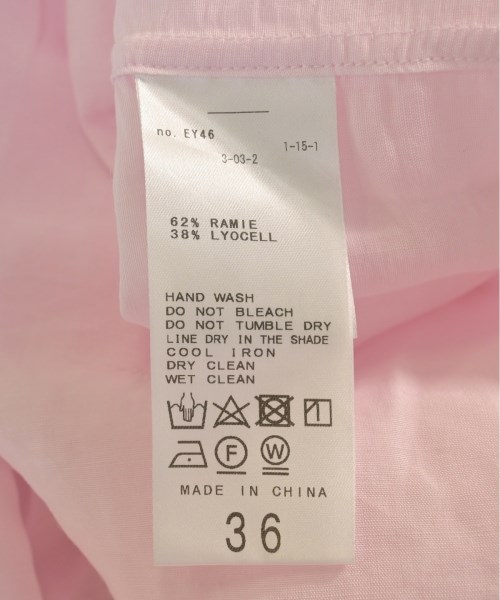 no. EY46
1-15-1
3-03-2
62% RAMIE
38% LYOCELL
HAND WASH
DO NOT BLEACH
DO NOT TUMBLE DRY
LINE DRY IN THE SHADE
COOL IRON
DRY CLEAN
WET CLEAN
F W
MADE IN CHINA
36